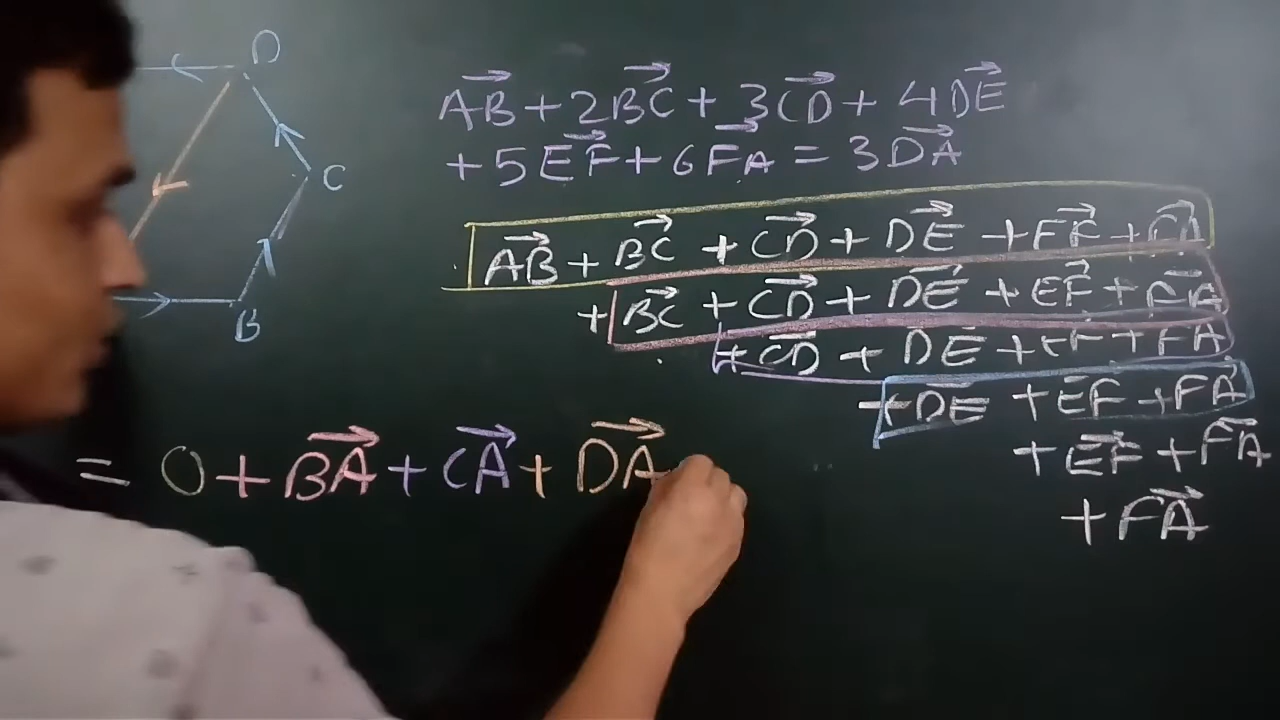 D
C
B
AB + 2BC + 3CD + 4DE
+ 5EF + 6FA = 3DA
AB + BC + CD + DE + EF + FA
+ BC + CD + DE + EF + FA
+ CD + DE + EF + FA
+ DE + EF + FA
+ EF + FA
+ FA
= 0 + BA + CA + DA